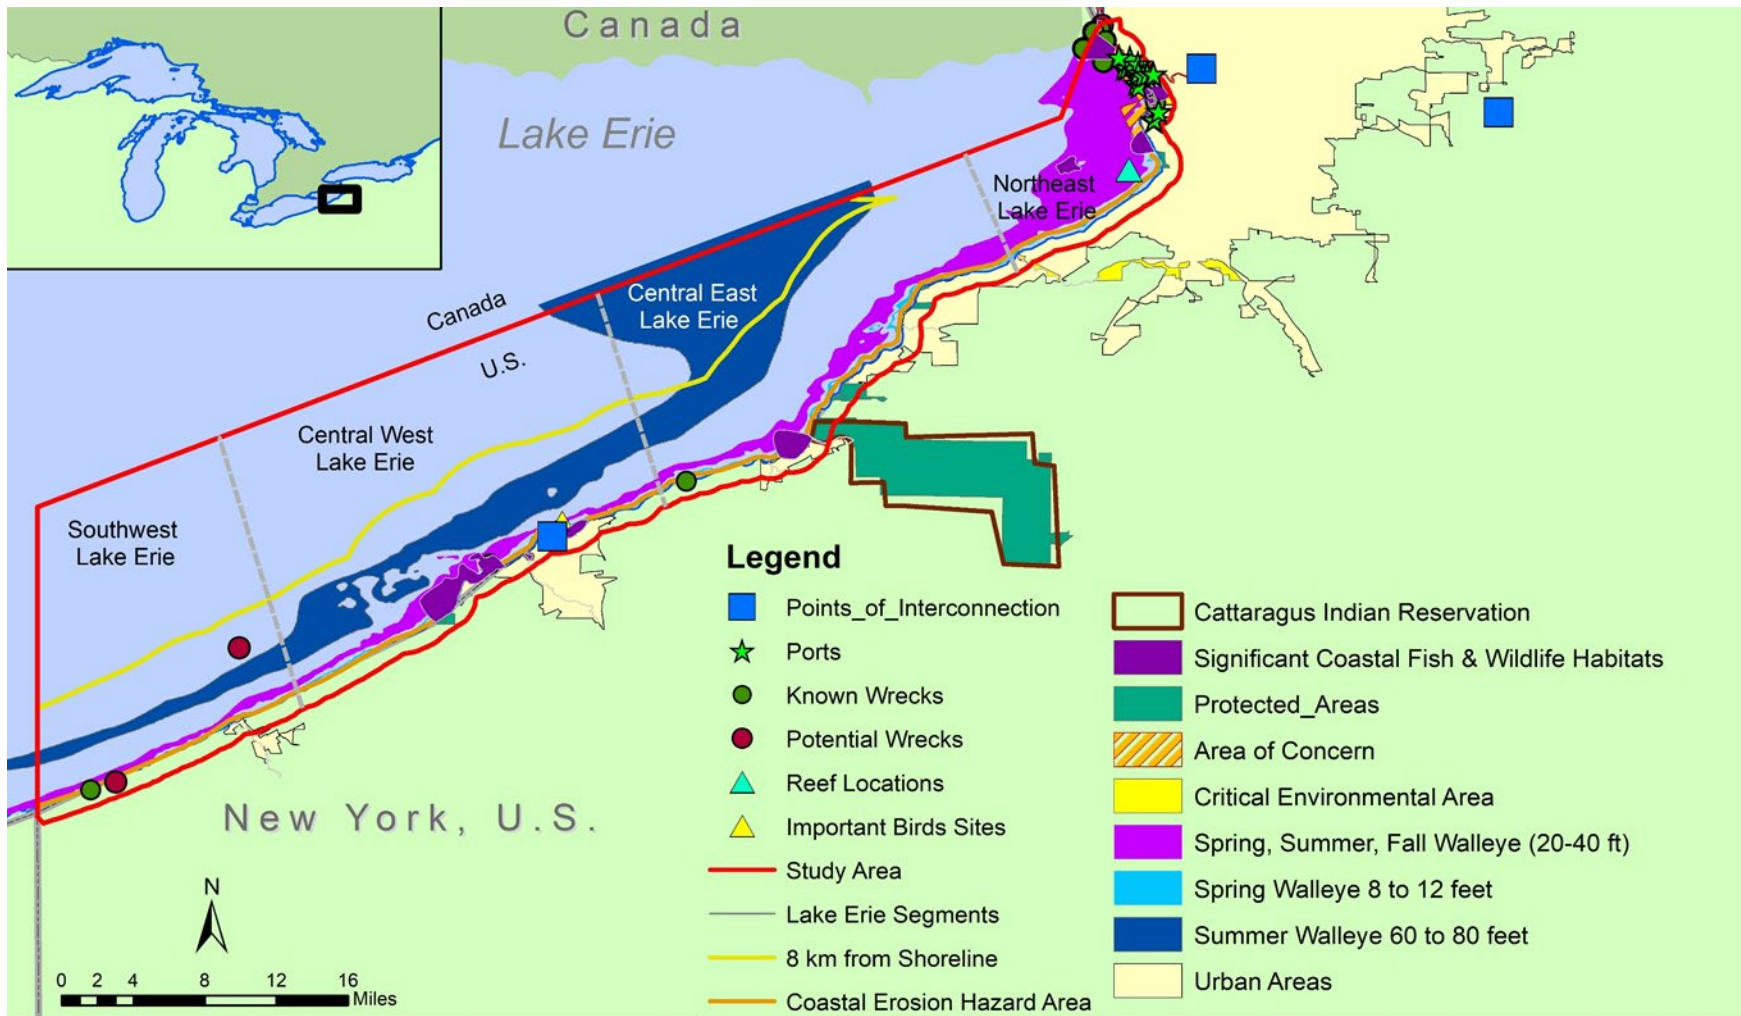 Canada
Lake Erie
Northeast
Lake Erie
Central East
Lake Erie
Canada
U.S.
Central West
Lake Erie
Southwest
Lake Erie
New York, U.S.
N
0 2 4 8 12 16
Miles
Legend
Points_of_Interconnection
Ports
Known Wrecks
Potential Wrecks
Reef Locations
Important Birds Sites
Study Area
Lake Erie Segments
8 km from Shoreline
Coastal Erosion Hazard Area
Cattaragus Indian Reservation
Significant Coastal Fish & Wildlife Habitats
Protected_Areas
Area of Concern
Critical Environmental Area
Spring, Summer, Fall Walleye (20-40 ft)
Spring Walleye 8 to 12 feet
Summer Walleye 60 to 80 feet
Urban Areas